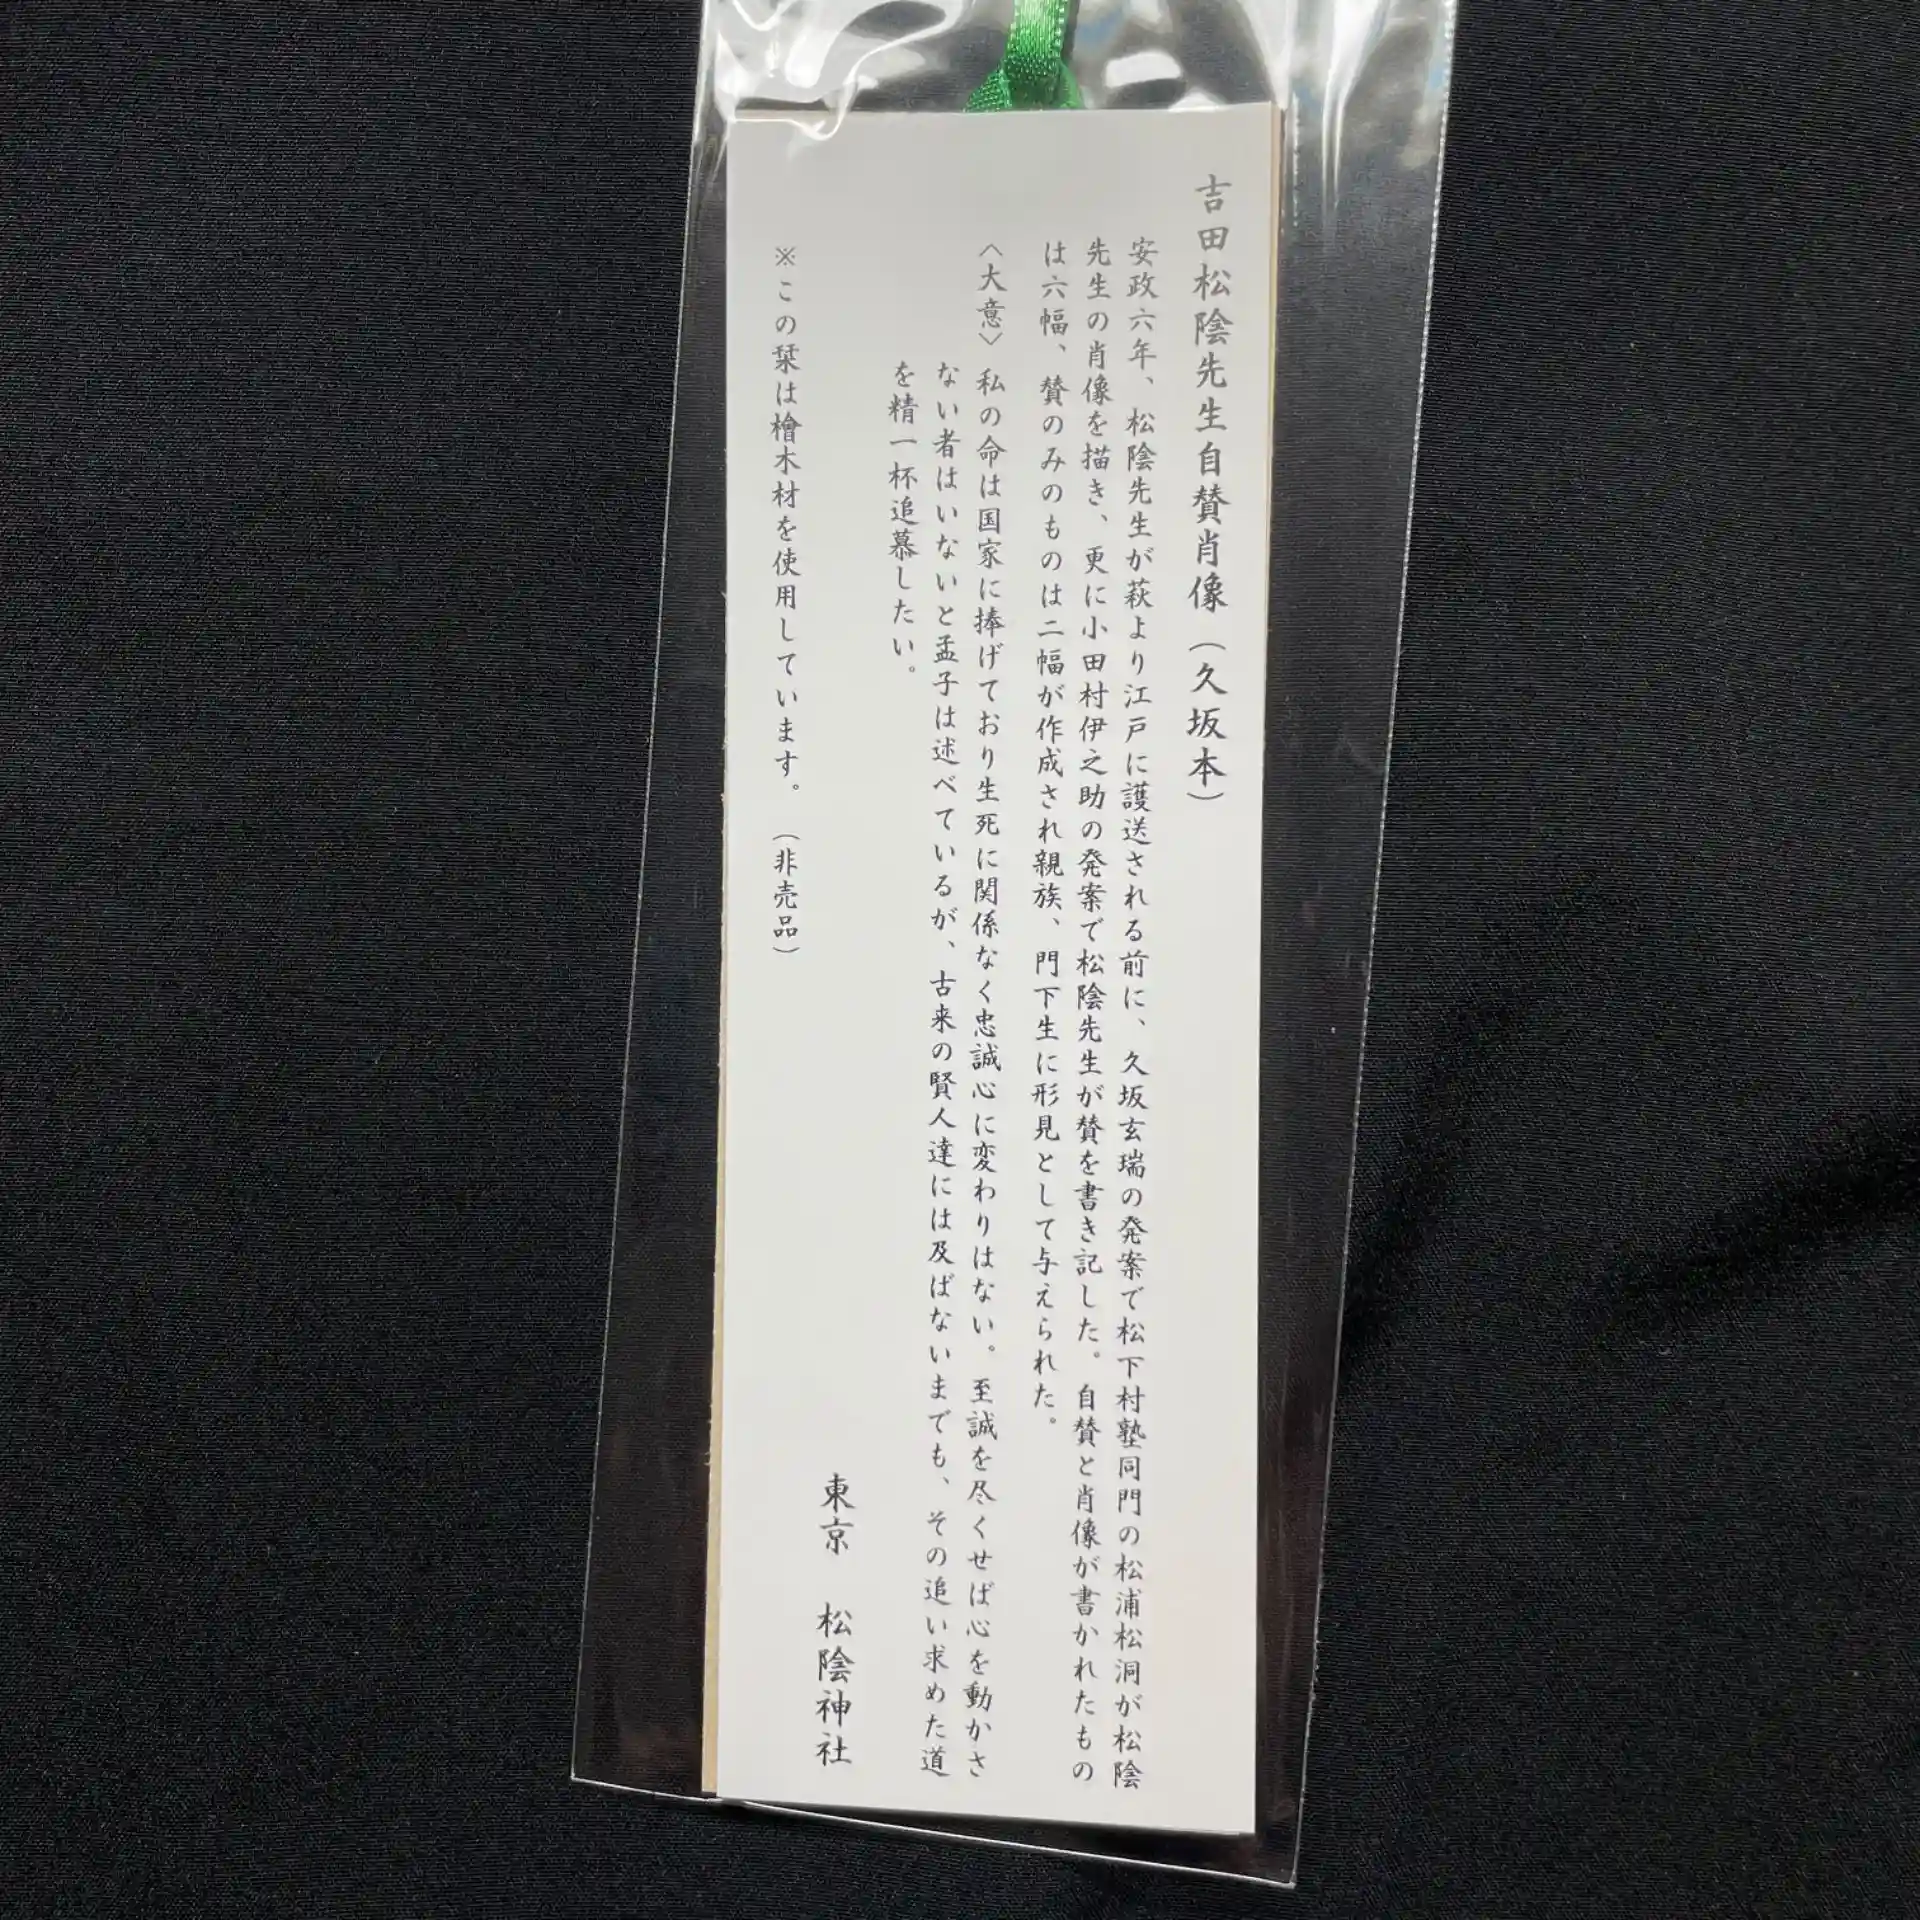 吉田松陰先生自賛肖像（久坂本）
安政六年、松陰先生が萩より江戸に護送される前に、久坂玄瑞の発案で松下村塾同門の松浦松洞が松陰
先生の肖像を描き、更に小田村伊之助の発案で松陰先生が賛を書き記した。自賛と肖像が書かれたもの
は六幅、賛のみのものは二幅が作成され親族、門下生に形見として与えられた。
〈大意〉私の命は国家に捧げており生死に関係なく忠誠心に変わりはない。至誠を尽くせば心を動かさ
ない者はいないと孟子は述べているが、古来の賢人達には及ばないまでも、その追い求めた道
を精一杯追慕したい。
東京 松陰神社
※この栞は檜木材を使用しています。（非売品）